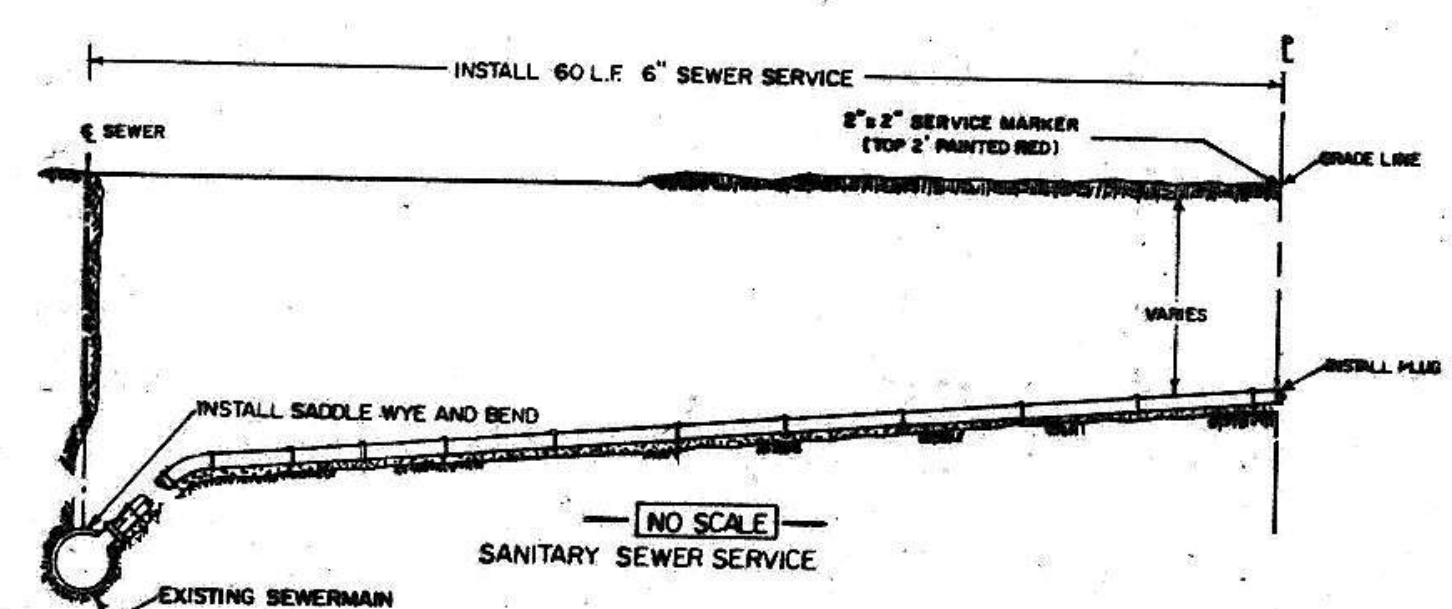 ℄
INSTALL 60 L.F. 6" SEWER SERVICE
℄ SEWER
2"x 2" SERVICE MARKER
(TOP 2' PAINTED RED)
GRADE LINE
VARIES
INSTALL PLUG
INSTALL SADDLE WYE AND BEND
NO SCALE
SANITARY SEWER SERVICE
EXISTING SEWERMAIN